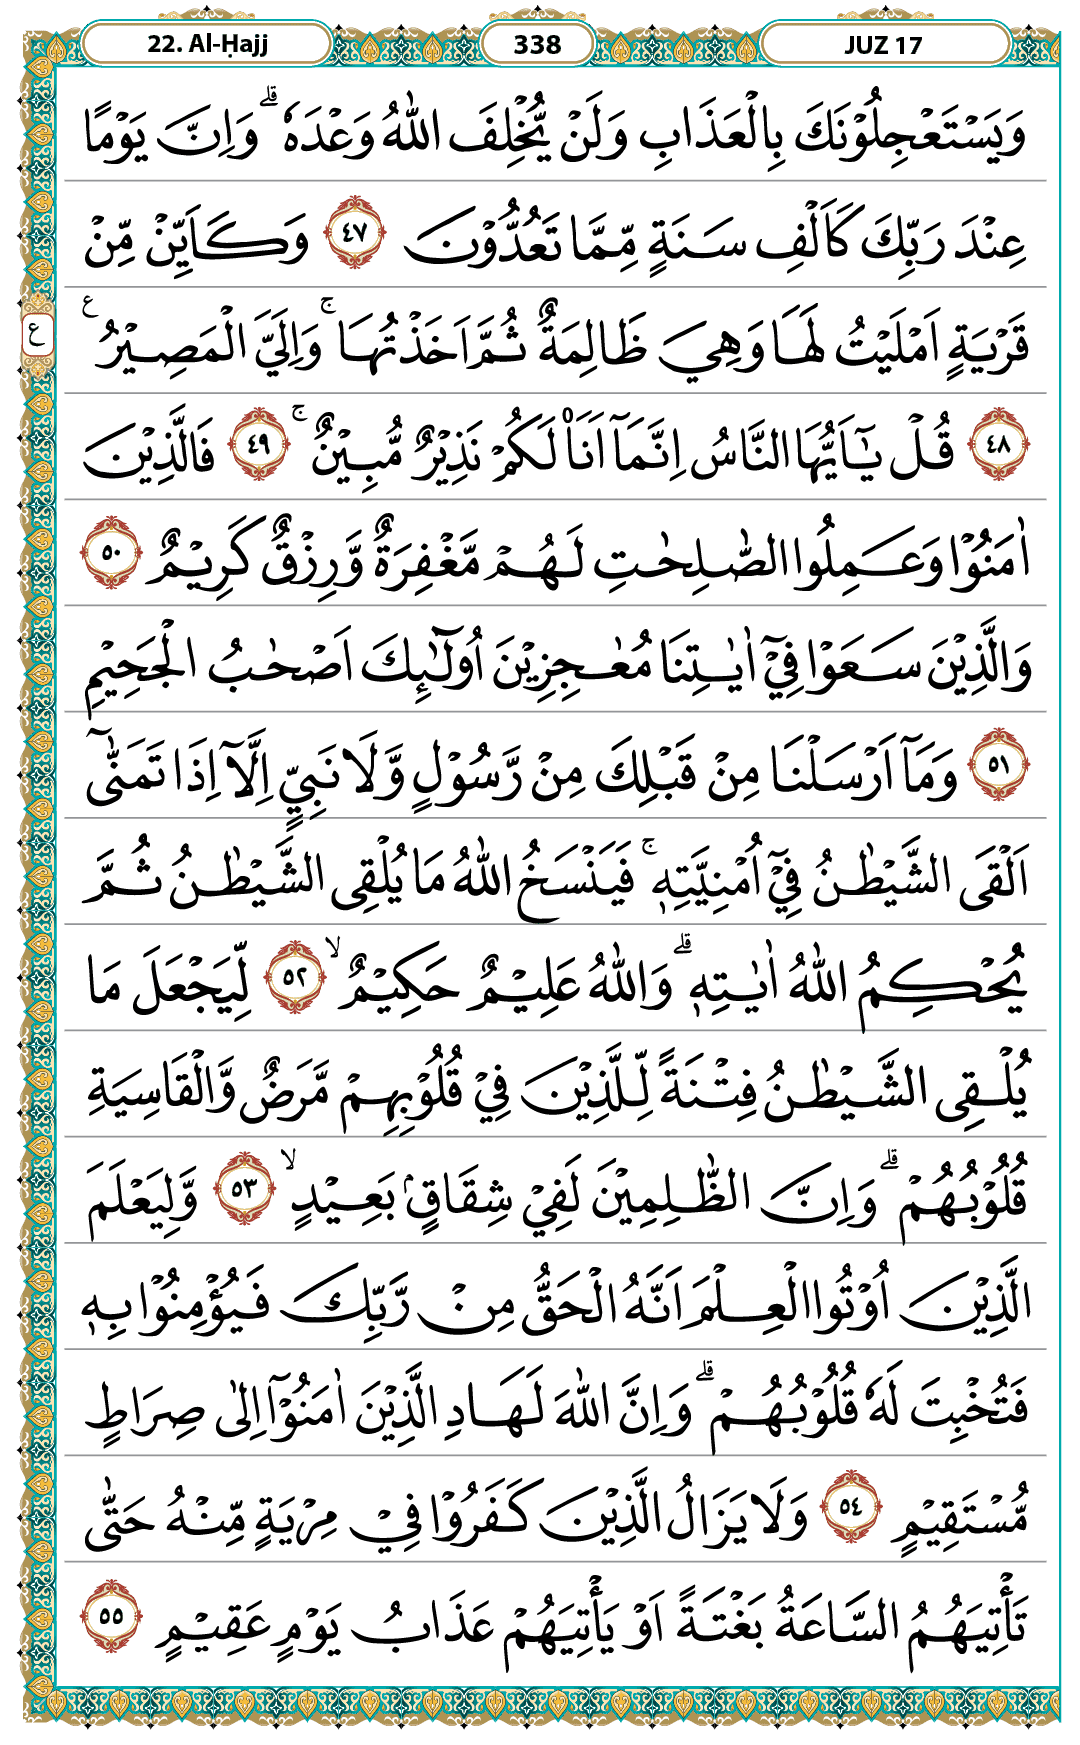 22. Al-Ḥajj
338
JUZ 17
وَيَسْتَعْجِلُوْنَكَ بِالْعَذَابِ وَلَنْ يُّخْلِفَ اللّٰهُ وَعْدَهٗ ۗ وَاِنَّ يَوْمًا
عِنْدَ رَبِّكَ كَاَلْفِ سَنَةٍ مِّمَّا تَعُدُّوْنَ ٤٧ وَكَاَيِّنْ مِّنْ
قَرْيَةٍ اَمْلَيْتُ لَهَا وَهِيَ ظَالِمَةٌ ثُمَّ اَخَذْتُهَا ۚ وَاِلَيَّ الْمَصِيْرُ ࣖ
ع
٤٨ قُلْ يٰٓاَيُّهَا النَّاسُ اِنَّمَآ اَنَا۠ لَكُمْ نَذِيْرٌ مُّبِيْنٌ ۚ ٤٩ فَالَّذِيْنَ
اٰمَنُوْا وَعَمِلُوا الصّٰلِحٰتِ لَهُمْ مَّغْفِرَةٌ وَّرِزْقٌ كَرِيْمٌ ٥٠
وَالَّذِيْنَ سَعَوْا فِيْٓ اٰيٰتِنَا مُعٰجِزِيْنَ اُولٰۤىِٕكَ اَصْحٰبُ الْجَحِيْمِ
٥١ وَمَآ اَرْسَلْنَا مِنْ قَبْلِكَ مِنْ رَّسُوْلٍ وَّلَا نَبِيٍّ اِلَّآ اِذَا تَمَنّٰىٓ
اَلْقَى الشَّيْطٰنُ فِيْٓ اُمْنِيَّتِهٖ ۚ فَيَنْسَخُ اللّٰهُ مَا يُلْقِى الشَّيْطٰنُ ثُمَّ
يُحْكِمُ اللّٰهُ اٰيٰتِهٖ ۗ وَاللّٰهُ عَلِيْمٌ حَكِيْمٌ ۙ ٥٢ لِّيَجْعَلَ مَا
يُلْقِى الشَّيْطٰنُ فِتْنَةً لِّلَّذِيْنَ فِيْ قُلُوْبِهِمْ مَّرَضٌ وَّالْقَاسِيَةِ
قُلُوْبُهُمْ ۗ وَاِنَّ الظّٰلِمِيْنَ لَفِيْ شِقَاقٍۢ بَعِيْدٍ ۙ ٥٣ وَّلِيَعْلَمَ
الَّذِيْنَ اُوْتُوا الْعِلْمَ اَنَّهُ الْحَقُّ مِنْ رَّبِّكَ فَيُؤْمِنُوْا بِهٖ
فَتُخْبِتَ لَهٗ قُلُوْبُهُمْ ۗ وَاِنَّ اللّٰهَ لَهَادِ الَّذِيْنَ اٰمَنُوْٓا اِلٰى صِرَاطٍ
مُّسْتَقِيْمٍ ٥٤ وَلَا يَزَالُ الَّذِيْنَ كَفَرُوْا فِيْ مِرْيَةٍ مِّنْهُ حَتّٰى
تَأْتِيَهُمُ السَّاعَةُ بَغْتَةً اَوْ يَأْتِيَهُمْ عَذَابُ يَوْمٍ عَقِيْمٍ ٥٥